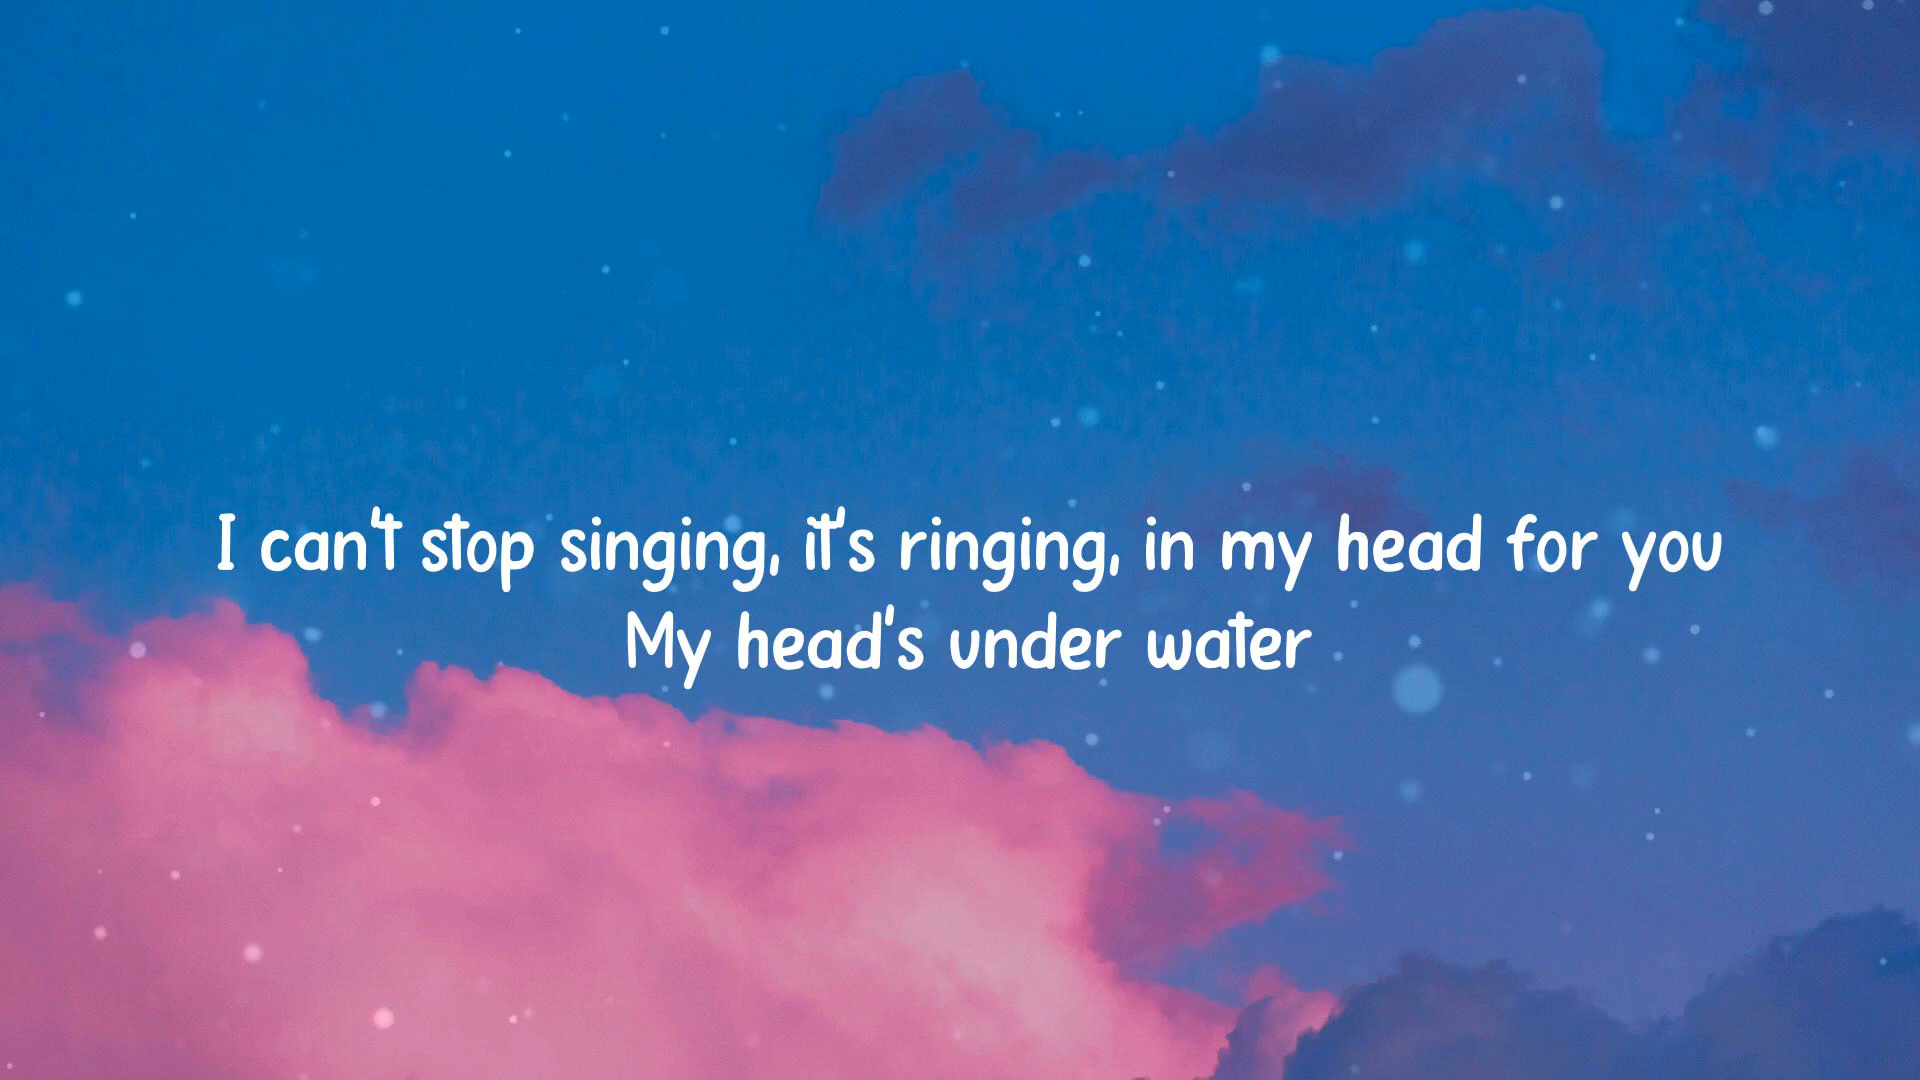 I can't stop singing, it's ringing, in my head for you
My head's under water